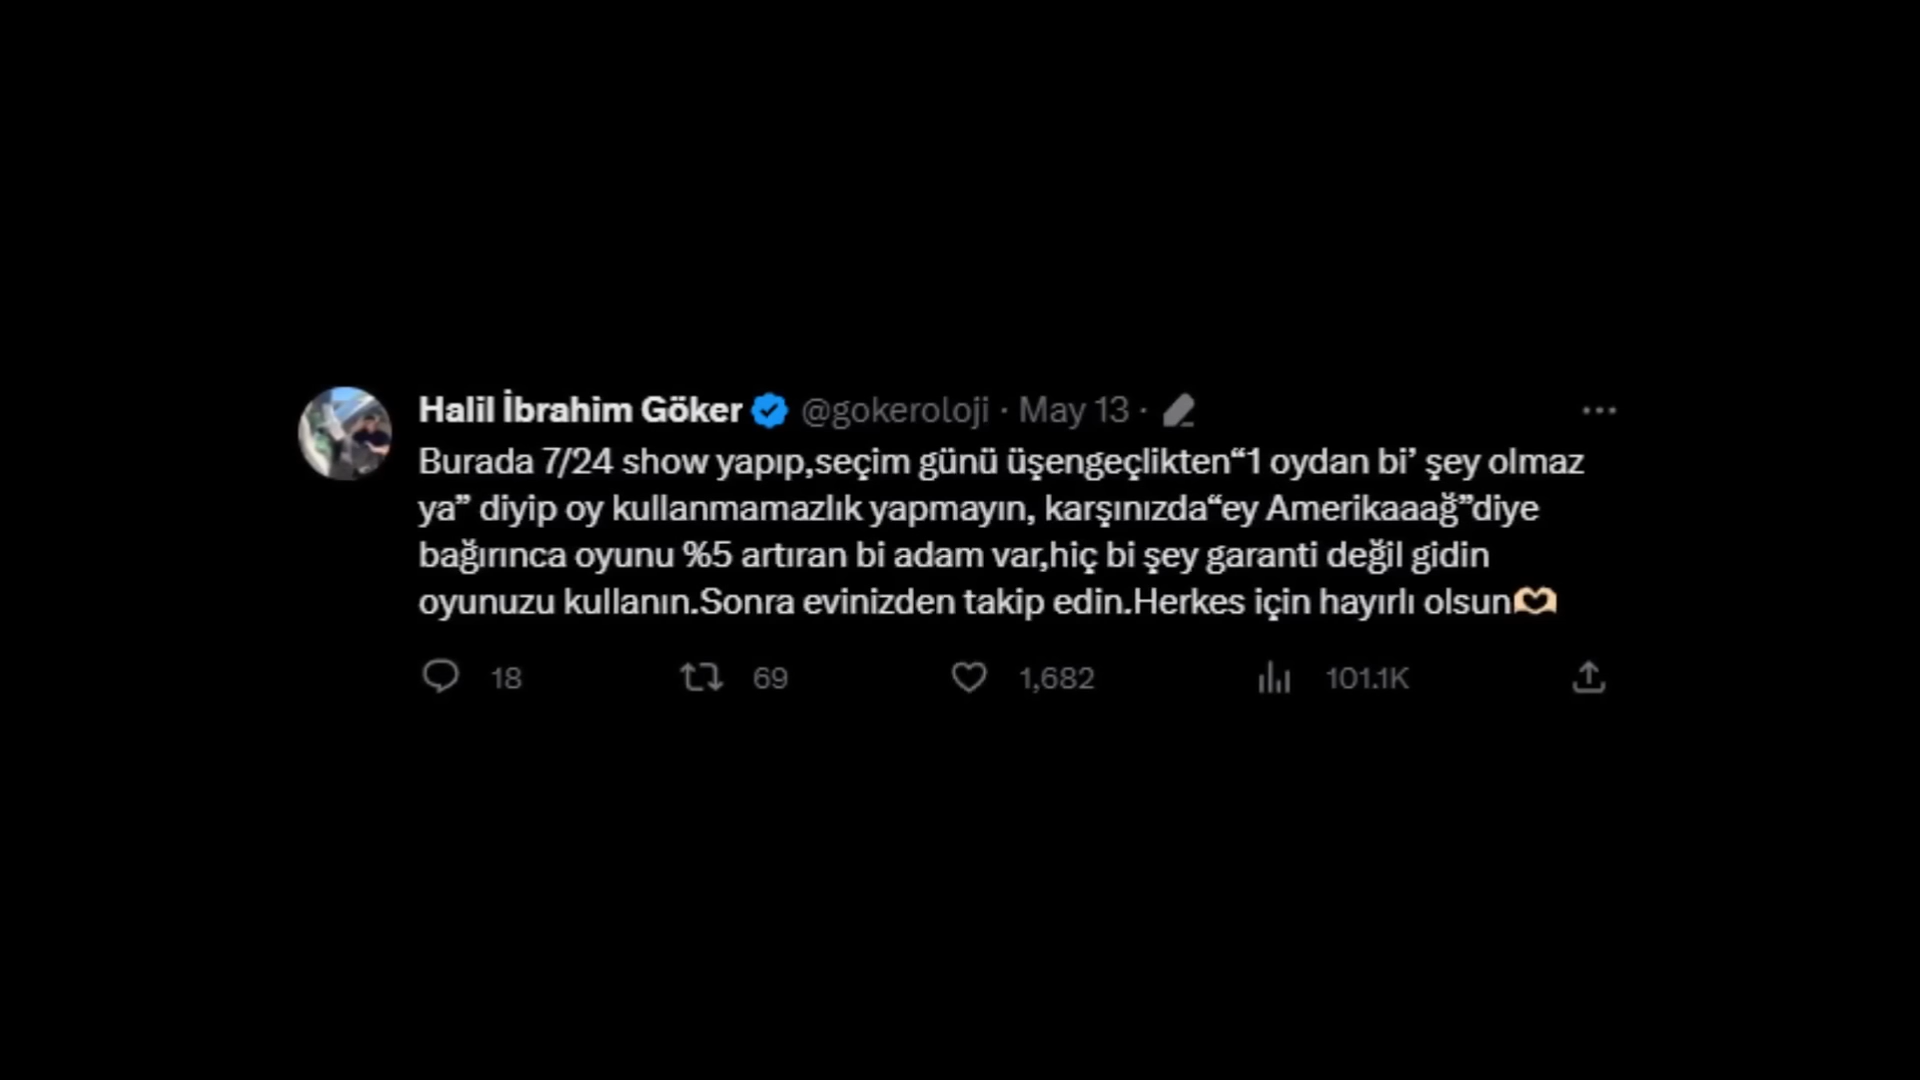 Halil İbrahim Göker @gokeroloji · May 13 ·
Burada 7/24 show yapıp,seçim günü üşengeçlikten“1 oydan bi’ şey olmaz
ya” diyip oy kullanmamazlık yapmayın, karşınızda“ey Amerikaaağ”diye
bağırınca oyunu %5 artıran bi adam var,hiç bi şey garanti değil gidin
oyunuzu kullanın.Sonra evinizden takip edin.Herkes için hayırlı olsun🫶🏼
18 69 1,682 101.1K